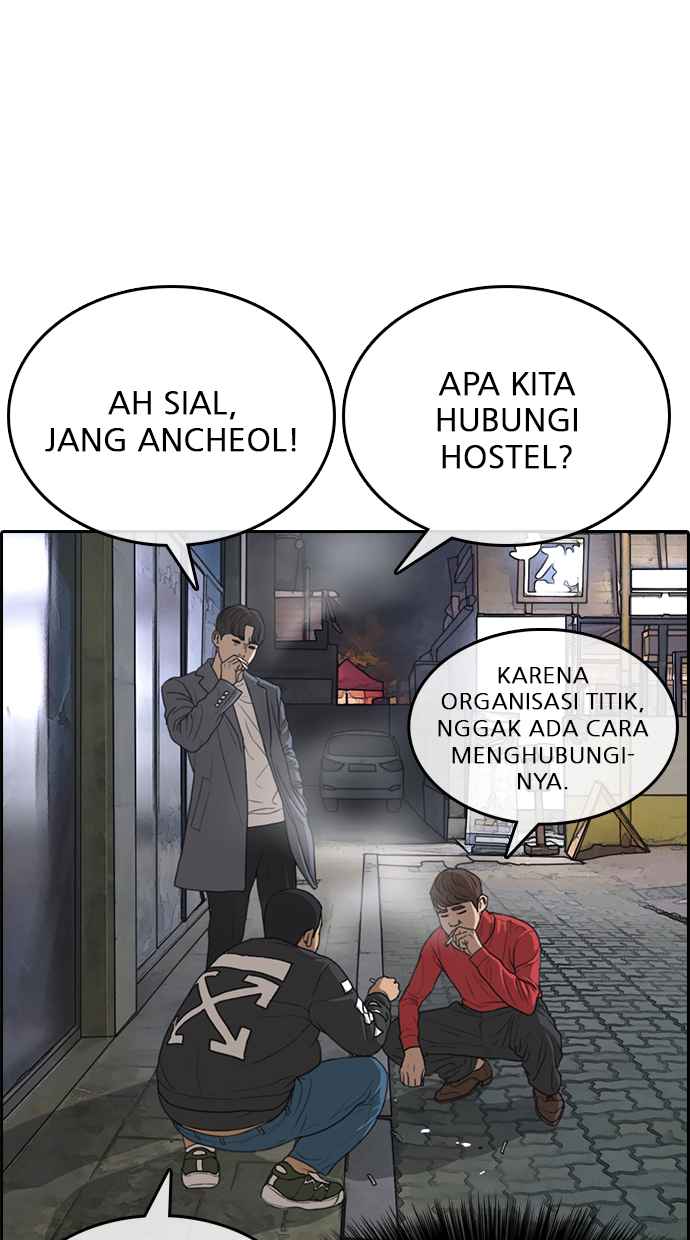 AH SIAL,
JANG ANCHEOL!
APA KITA
HUBUNGI
HOSTEL?
KARENA
ORGANISASI TITIK,
NGGAK ADA CARA
MENGHUBUNGI-
NYA.